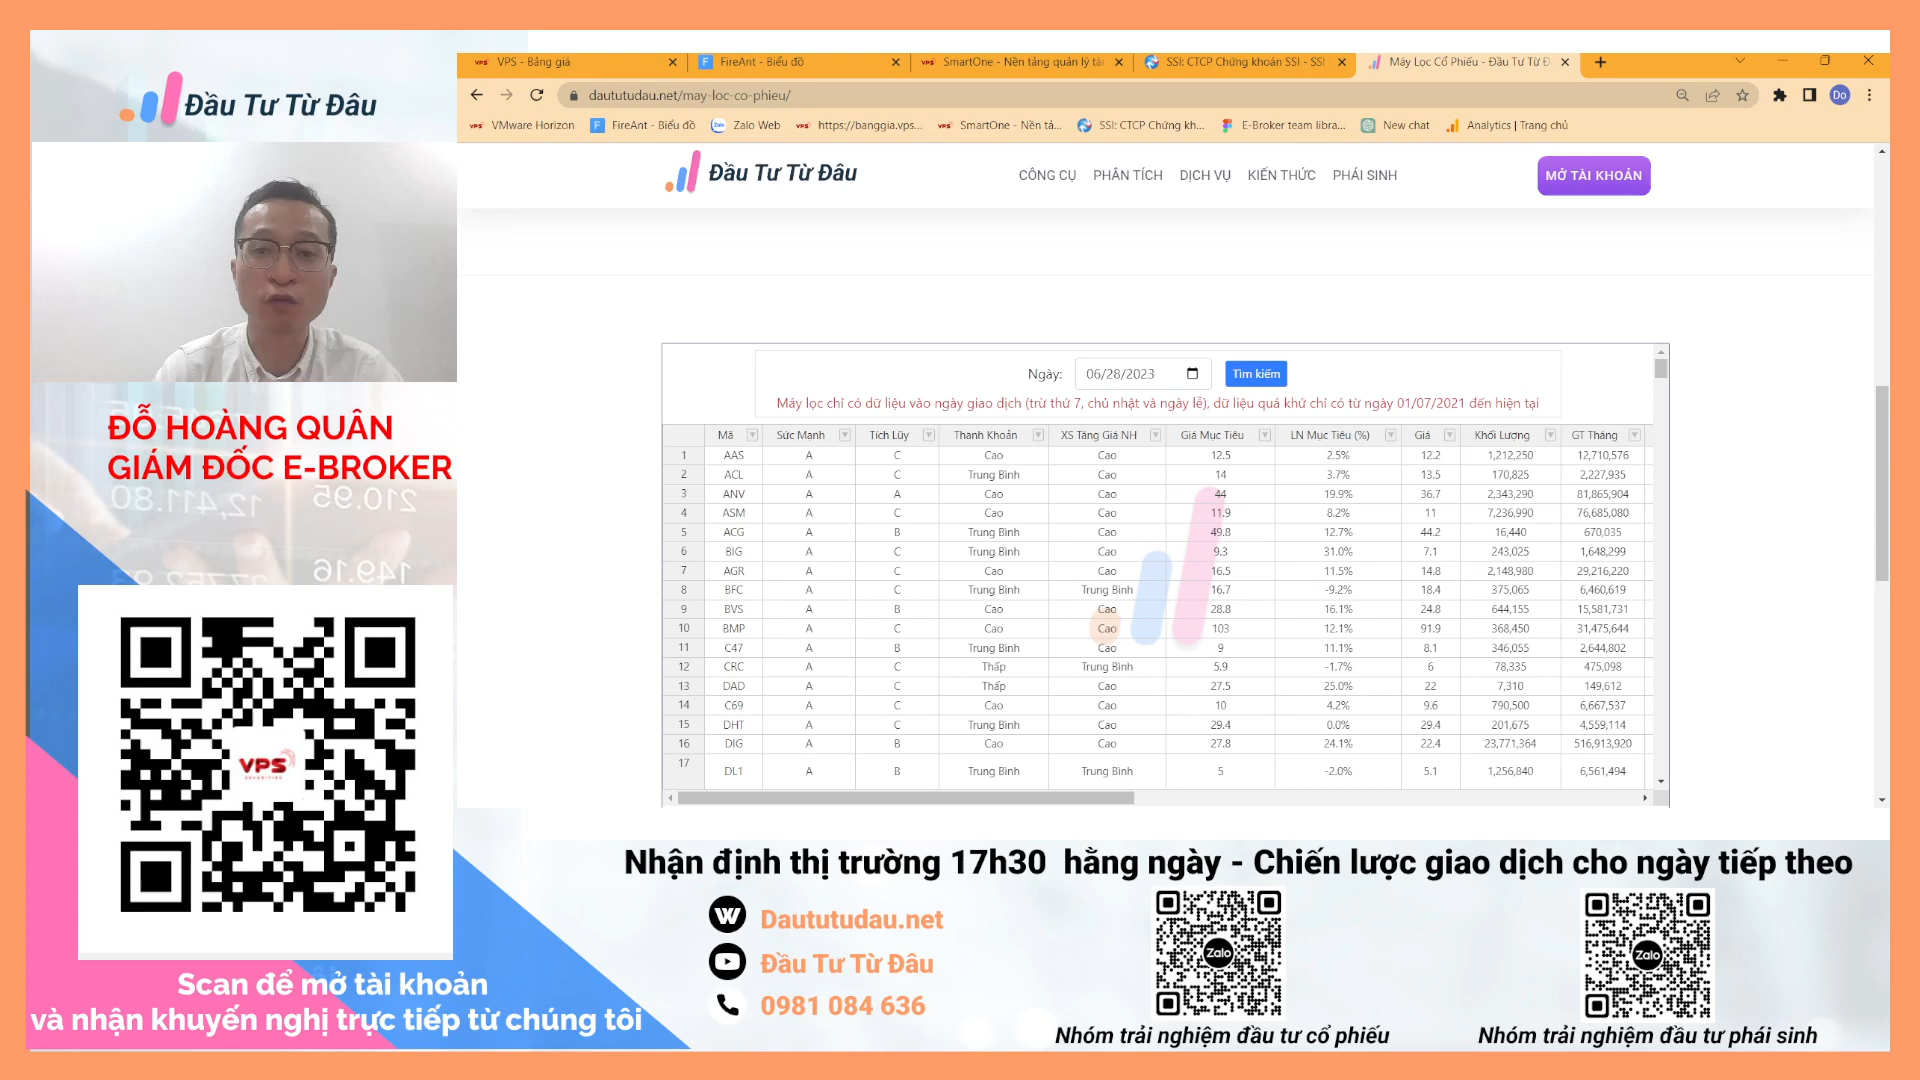 Đầu Tư Từ Đâu
ĐỖ HOÀNG QUÂN
GIÁM ĐỐC E-BROKER
VPS
Scan để mở tài khoản
và nhận khuyến nghị trực tiếp từ chúng tôi
VPS - Bảng giá
FireAnt - Biểu đồ
SmartOne - Nền tảng quản lý tà
SSI: CTCP Chứng khoán SSI - SSI
Máy Lọc Cổ Phiếu - Đầu Tư Từ Đ
dautututudau.net/may-loc-co-phieu/
Do
VMware Horizon
FireAnt - Biểu đồ
Zalo Web
https://banggia.vps...
SmartOne - Nền tả...
SSI: CTCP Chứng kh...
E-Broker team libra...
New chat
Analytics | Trang chủ
Đầu Tư Từ Đâu
CÔNG CỤ PHÂN TÍCH DỊCH VỤ KIẾN THỨC PHÁI SINH
MỞ TÀI KHOẢN
Ngày: 06/28/2023 Tìm kiếm
Máy lọc chỉ có dữ liệu vào ngày giao dịch (trừ thứ 7, chủ nhật và ngày lễ), dữ liệu quá khứ chỉ có từ ngày 01/07/2021 đến hiện tại
Mã Sức Mạnh Tích Lũy Thanh Khoản XS Tăng Giá NH Giá Mục Tiêu LN Mục Tiêu (%) Giá Khối Lượng GT Tháng
1 AAS A C Cao Cao 12.5 2.5% 12.2 1,212,250 12,710,576
2 ACL A C Trung Bình Cao 14 3.7% 13.5 170,825 2,227,935
3 ANV A A Cao Cao 44 19.9% 36.7 2,343,290 81,865,904
4 ASM A C Cao Cao 11.9 8.2% 11 7,236,990 76,685,080
5 ACG A B Trung Bình Cao 49.8 12.7% 44.2 16,440 670,035
6 BIG A C Trung Bình Cao 9.3 31.0% 7.1 243,025 1,648,299
7 AGR A C Cao Cao 16.5 11.5% 14.8 2,148,980 29,216,220
8 BFC A C Trung Bình Trung Bình 16.7 -9.2% 18.4 375,065 6,460,619
9 BVS A B Cao Cao 28.8 16.1% 24.8 644,155 15,581,731
10 BMP A C Cao Cao 103 12.1% 91.9 368,450 31,475,644
11 C47 A B Trung Bình Cao 9 11.1% 8.1 346,055 2,644,802
12 CRC A C Thấp Trung Bình 5.9 -1.7% 6 78,335 475,098
13 DAD A C Thấp Cao 27.5 25.0% 22 7,310 149,612
14 C69 A C Cao Cao 10 4.2% 9.6 790,500 6,667,537
15 DHT A C Trung Bình Cao 29.4 0.0% 29.4 201,675 4,559,114
16 DIG A B Cao Cao 27.8 24.1% 22.4 23,771,364 516,913,920
17 DL1 A B Trung Bình Trung Bình 5 -2.0% 5.1 1,256,840 6,561,494
Nhận định thị trường 17h30 hằng ngày - Chiến lược giao dịch cho ngày tiếp theo
Dautututudau.net
Đầu Tư Từ Đâu
0981 084 636
Zalo
Nhóm trải nghiệm đầu tư cổ phiếu
Zalo
Nhóm trải nghiệm đầu tư phái sinh